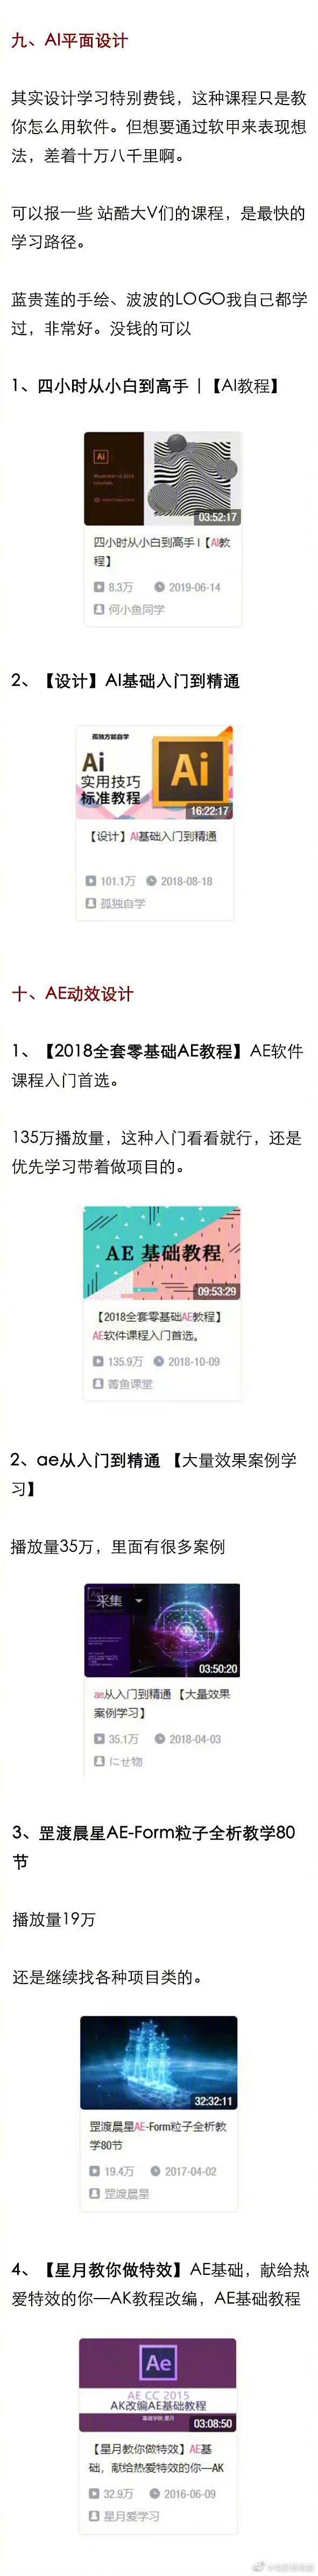 九、AI平面设计
其实设计学习特别费钱，这种课程只是教
你怎么用软件。但想要通过软甲来表现想
法，差着十万八千里啊。
可以报一些 站酷大V们的课程，是最快的
学习路径。
蓝贵莲的手绘、波波的LOGO我自己都学
过，非常好。没钱的可以
1、四小时从小白到高手丨【AI教程】
Ai
03:52:17
四小时从小白到高手 I【AI教
程】
8.3万 2019-06-14
何小鱼同学
2、【设计】AI基础入门到精通
孤独方能自学
Ai
实用技巧
标准教程
Ai
16:22:17
【设计】AI基础入门到精通
101.1万 2018-08-18
孤独自学
十、AE动效设计
1、【2018全套零基础AE教程】AE软件
课程入门首选。
135万播放量，这种入门看看就行，还是
优先学习带着做项目的。
AE 基础教程
09:53:29
【2018全套零基础AE教程】
AE软件课程入门首选。
135.9万 2018-10-09
菁鱼课堂
2、ae从入门到精通 【大量效果案例学
习】
播放量35万，里面有很多案例
采集
03:50:20
ae从入门到精通 【大量效果
案例学习】
35.1万 2018-04-03
にせ物
3、罡渡晨星AE-Form粒子全析教学80
节
播放量19万
还是继续找各种项目类的。
32:32:11
罡渡晨星AE-Form粒子全析教
学80节
19.4万 2017-04-02
罡渡晨星
4、【星月教你做特效】AE基础，献给热
爱特效的你—AK教程改编，AE基础教程
Ae
AE CC 2015
AK改编AE基础教程
03:08:50
【星月教你做特效】AE基
础，献给热爱特效的你—AK
32.9万 2016-06-09
星月爱学习